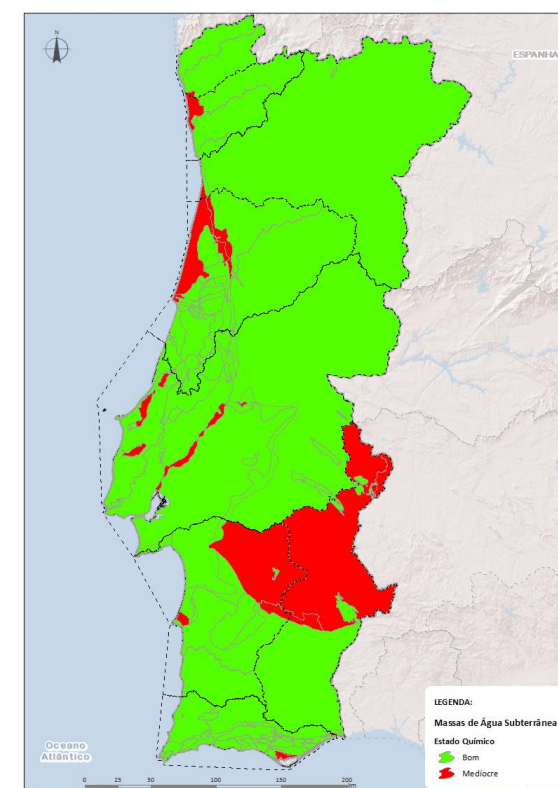 N
ESPANHA
LEGENDA:
Massas de Água Subterrânea
Estado Químico
Bom
Medíocre
Oceano
Atlântico
0 25 50 100 150 200
km